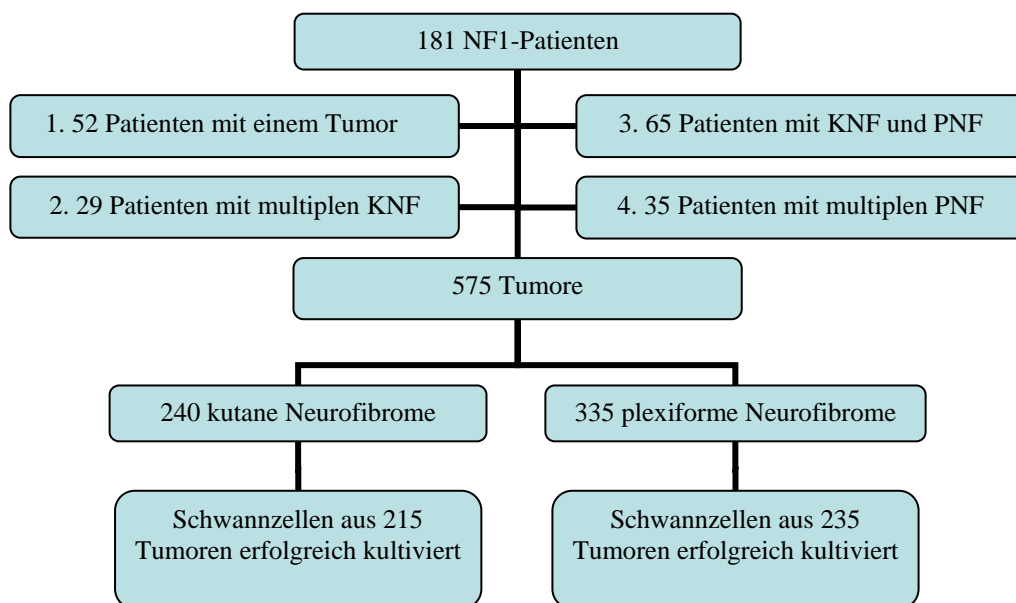 181 NF1-Patienten
1. 52 Patienten mit einem Tumor
3. 65 Patienten mit KNF und PNF
2. 29 Patienten mit multiplen KNF
4. 35 Patienten mit multiplen PNF
575 Tumore
240 kutane Neurofibrome
335 plexiforme Neurofibrome
Schwannzellen aus 215
Tumoren erfolgreich kultiviert
Schwannzellen aus 235
Tumoren erfolgreich kultiviert